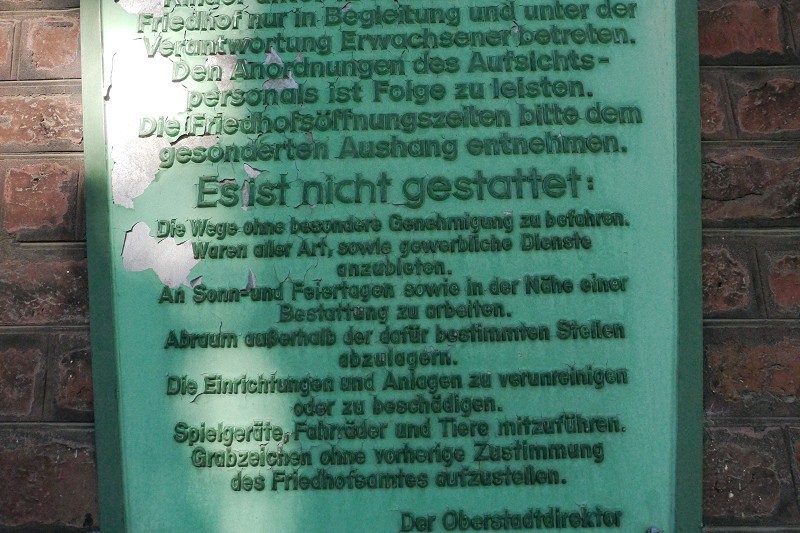 Friedhof nur in Begleitung und unter der
Verantwortung Erwachsener betreten.
Den Anordnungen des Aufsichts-
personals ist Folge zu leisten.
Die Friedhofsöffnungszeiten bitte dem
gesonderten Aushang entnehmen.
Es ist nicht gestattet:
Die Wege ohne besondere Genehmigung zu befahren.
Waren aller Art, sowie gewerbliche Dienste
anzubieten.
An Sonn-und Feiertagen sowie in der Nähe einer
Bestattung zu arbeiten.
Abraum außerhalb der dafür bestimmten Stellen
abzulagern.
Die Einrichtungen und Anlagen zu verunreinigen
oder zu beschädigen.
Spielgeräte, Fahrräder und Tiere mitzuführen.
Grabzeichen ohne vorherige Zustimmung
des Friedhofsamtes aufzustellen.
Der Oberstadtdirektor